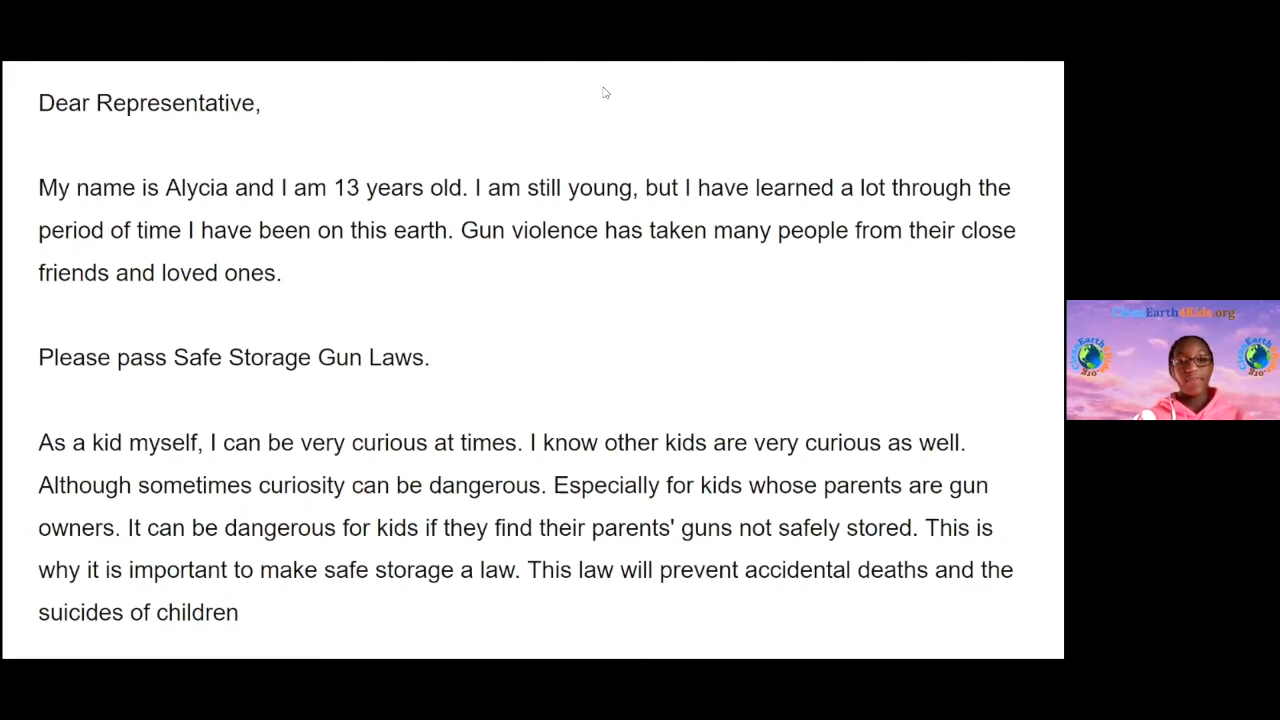 Dear Representative,
My name is Alycia and I am 13 years old. I am still young, but I have learned a lot through the
period of time I have been on this earth. Gun violence has taken many people from their close
friends and loved ones.
Please pass Safe Storage Gun Laws.
As a kid myself, I can be very curious at times. I know other kids are very curious as well.
Although sometimes curiosity can be dangerous. Especially for kids whose parents are gun
owners. It can be dangerous for kids if they find their parents' guns not safely stored. This is
why it is important to make safe storage a law. This law will prevent accidental deaths and the
suicides of children
CleanEarth4Kids.org
CleanEarth4Kids.org
CleanEarth4Kids.org